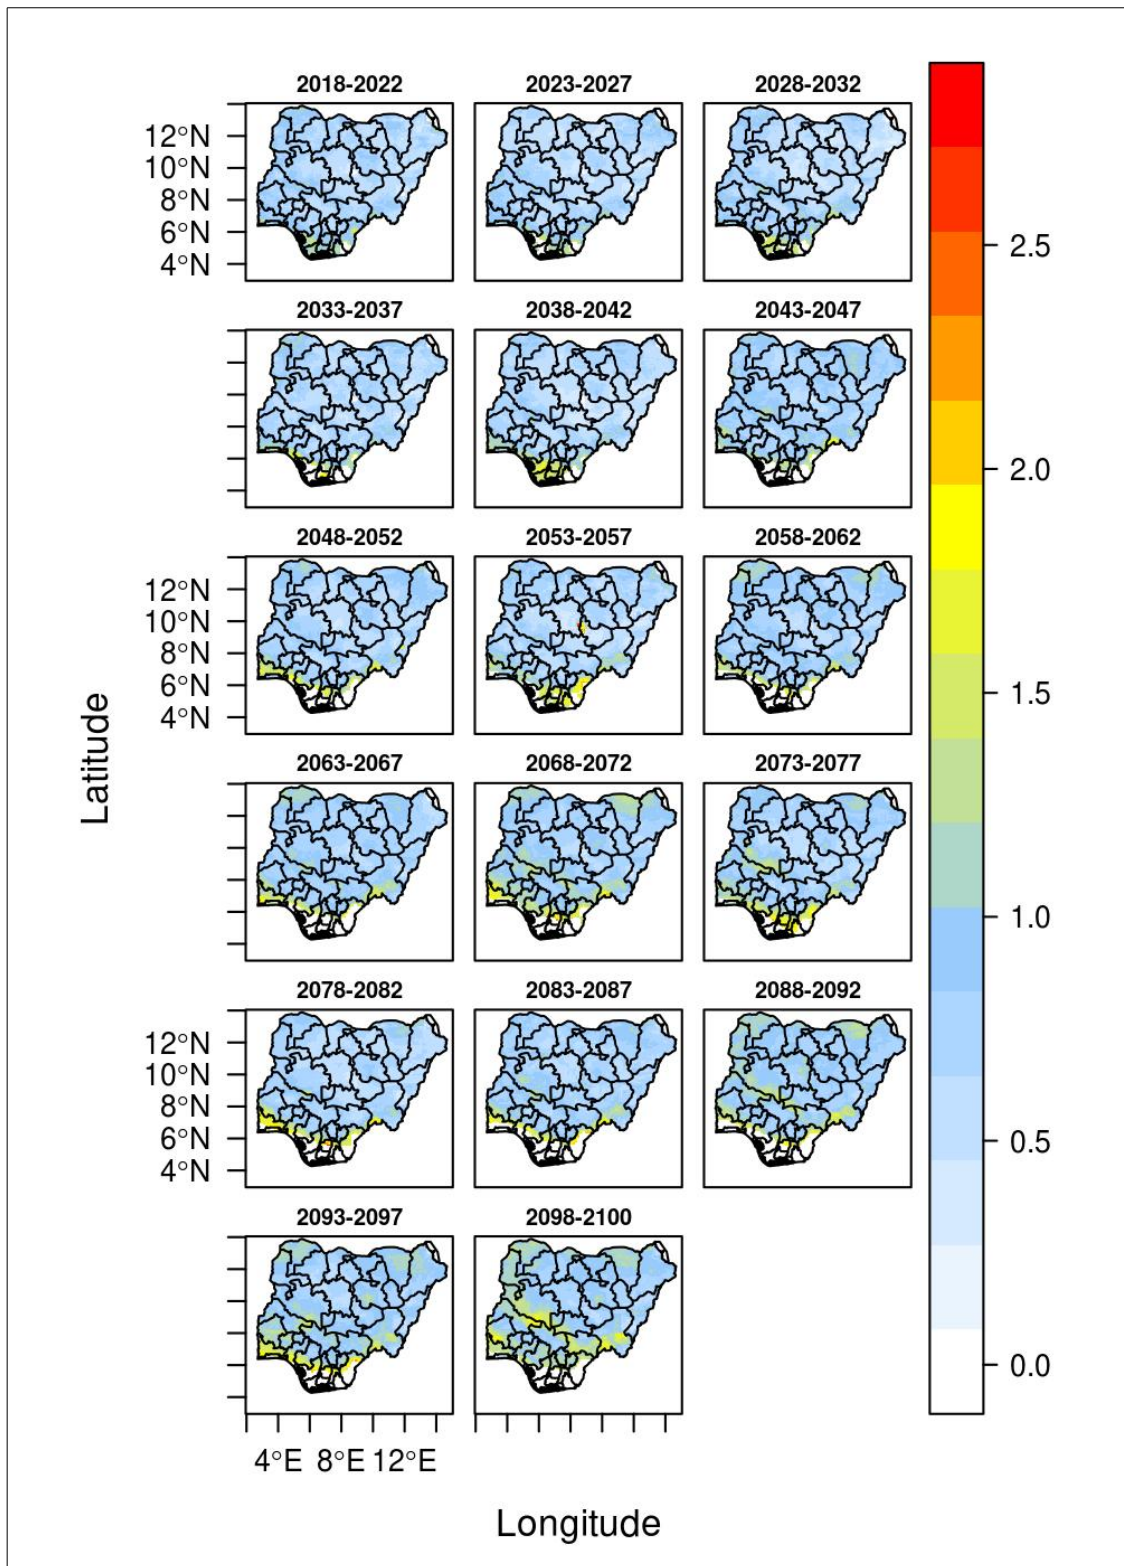 2018-2022 2023-2027 2028-2032
12°N
10°N
8°N
6°N
4°N
2033-2037 2038-2042 2043-2047
2048-2052 2053-2057 2058-2062
12°N
10°N
8°N
6°N
4°N
2063-2067 2068-2072 2073-2077
2078-2082 2083-2087 2088-2092
12°N
10°N
8°N
6°N
4°N
2093-2097 2098-2100
4°E 8°E 12°E
Latitude
Longitude
2.5
2.0
1.5
1.0
0.5
0.0